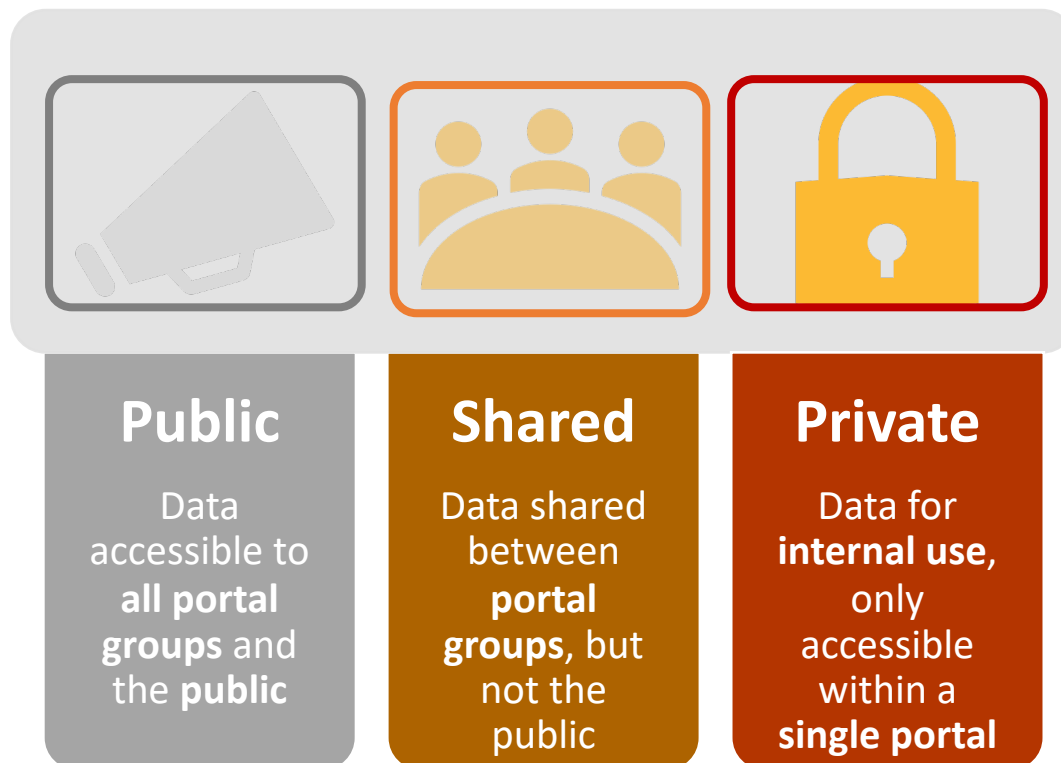 Public
Data
accessible to
all portal
groups and
the public
Shared
Data shared
between
portal
groups, but
not the
public
Private
Data for
internal use,
only
accessible
within a
single portal